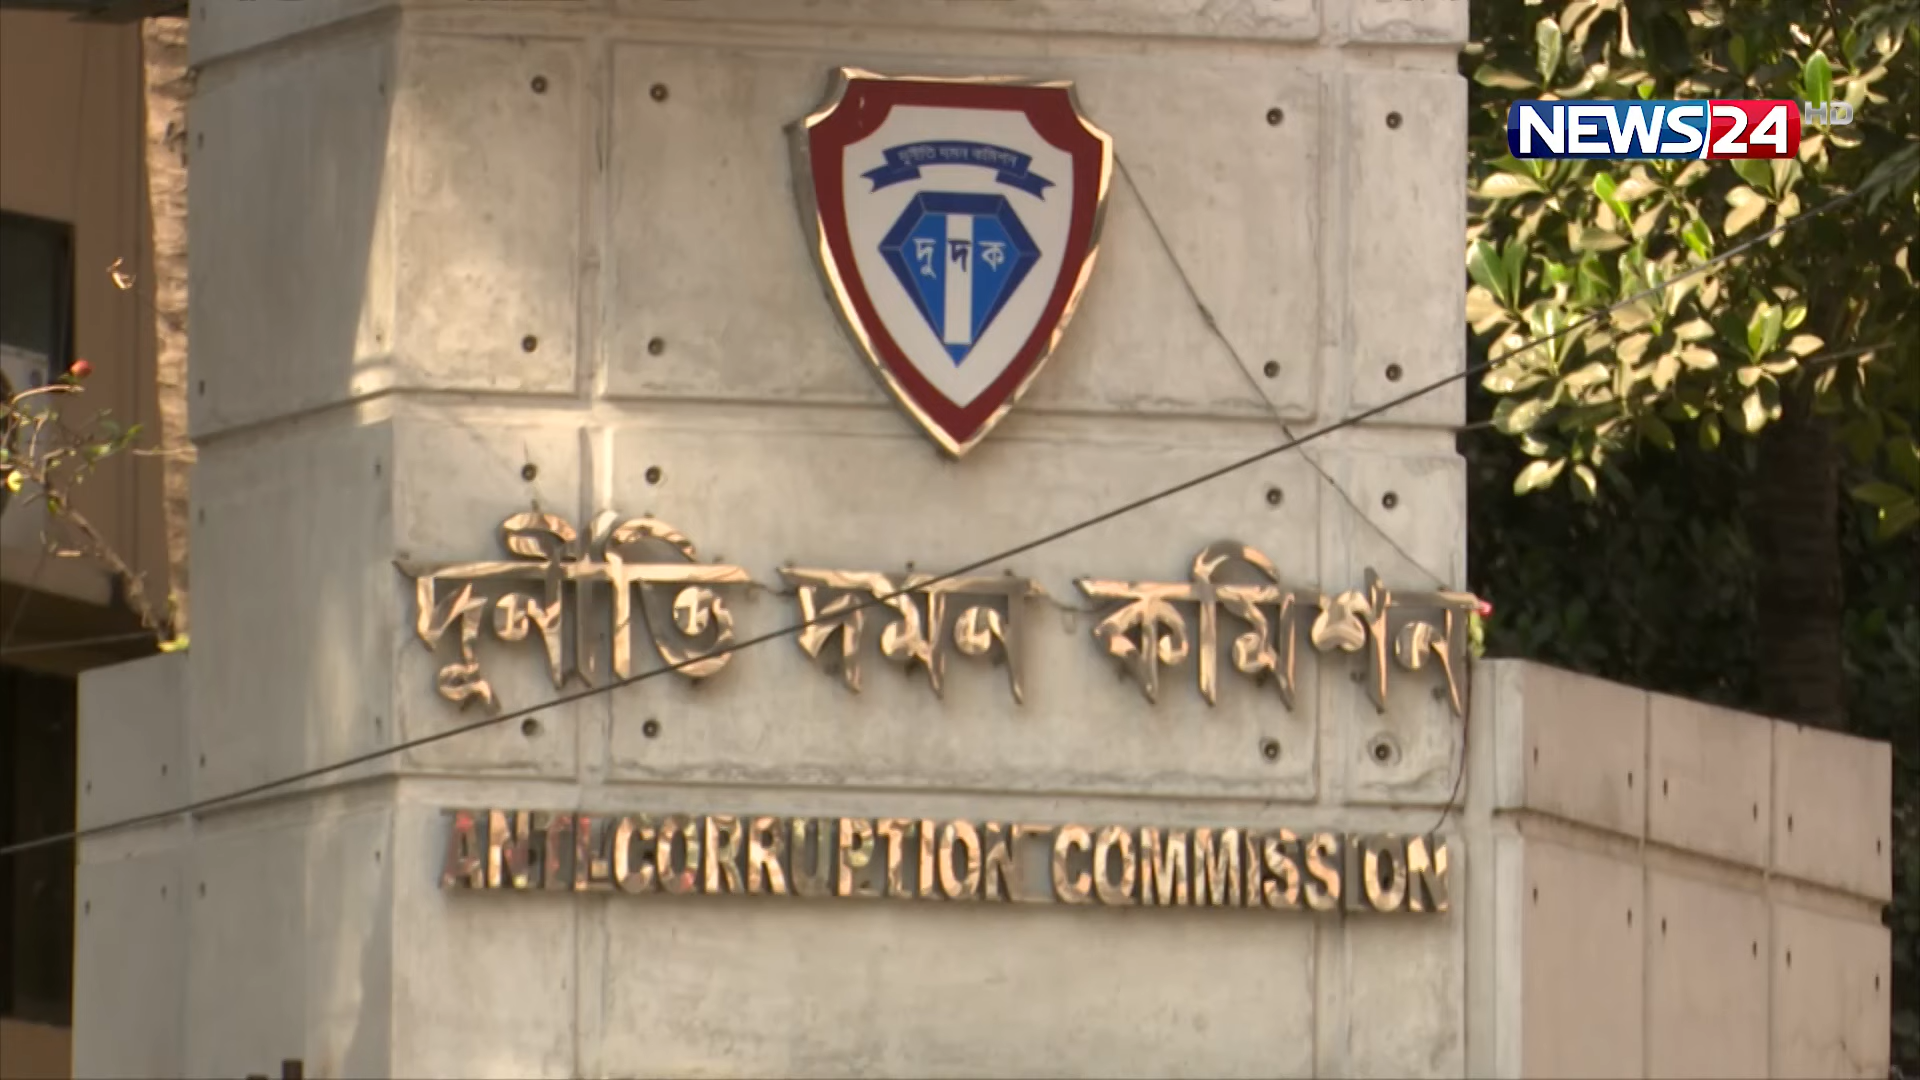 NEWS24 HD
দুর্নীতি দমন কমিশন
দুদক
দুর্নীতি দমন কমিশন
ANTI-CORRUPTION COMMISSION